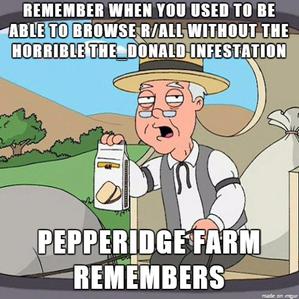 REMEMBER WHEN YOU USED TO BE
ABLE TO BROWSE R/ALL WITHOUT THE
HORRIBLE THE_DONALD INFESTATION
PEPPERIDGE FARM
REMEMBERS
made on imgur